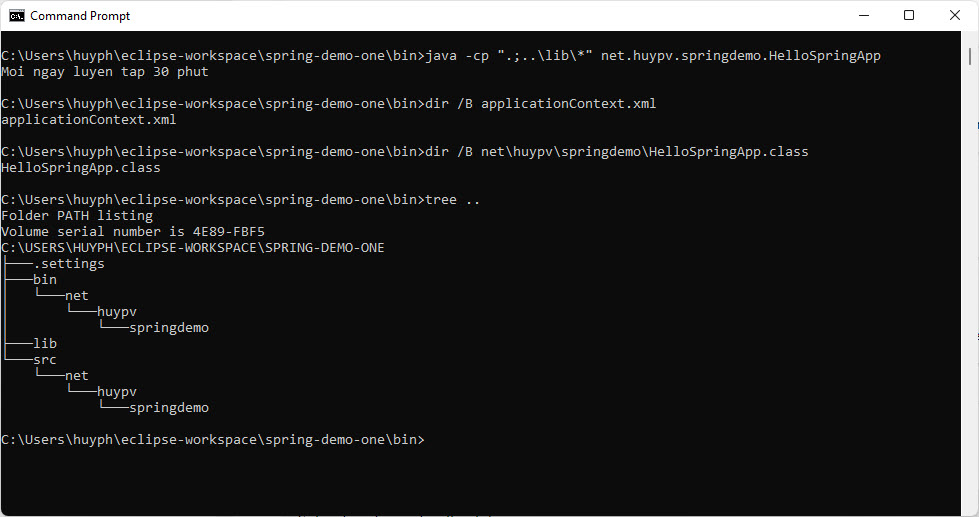 Command Prompt
C:\Users\huyph\eclipse-workspace\spring-demo-one\bin>java -cp ".;..\lib\*" net.huypv.springdemo.HelloSpringApp
Moi ngay luyen tap 30 phut
C:\Users\huyph\eclipse-workspace\spring-demo-one\bin>dir /B applicationContext.xml
applicationContext.xml
C:\Users\huyph\eclipse-workspace\spring-demo-one\bin>dir /B net\huypv\springdemo\HelloSpringApp.class
HelloSpringApp.class
C:\Users\huyph\eclipse-workspace\spring-demo-one\bin>tree ..
Folder PATH listing
Volume serial number is 4E89-FBF5
C:\USERS\HUYPH\ECLIPSE-WORKSPACE\SPRING-DEMO-ONE
├───.settings
├───bin
│   └───net
│       └───huypv
│           └───springdemo
├───lib
└───src
    └───net
        └───huypv
            └───springdemo
C:\Users\huyph\eclipse-workspace\spring-demo-one\bin>